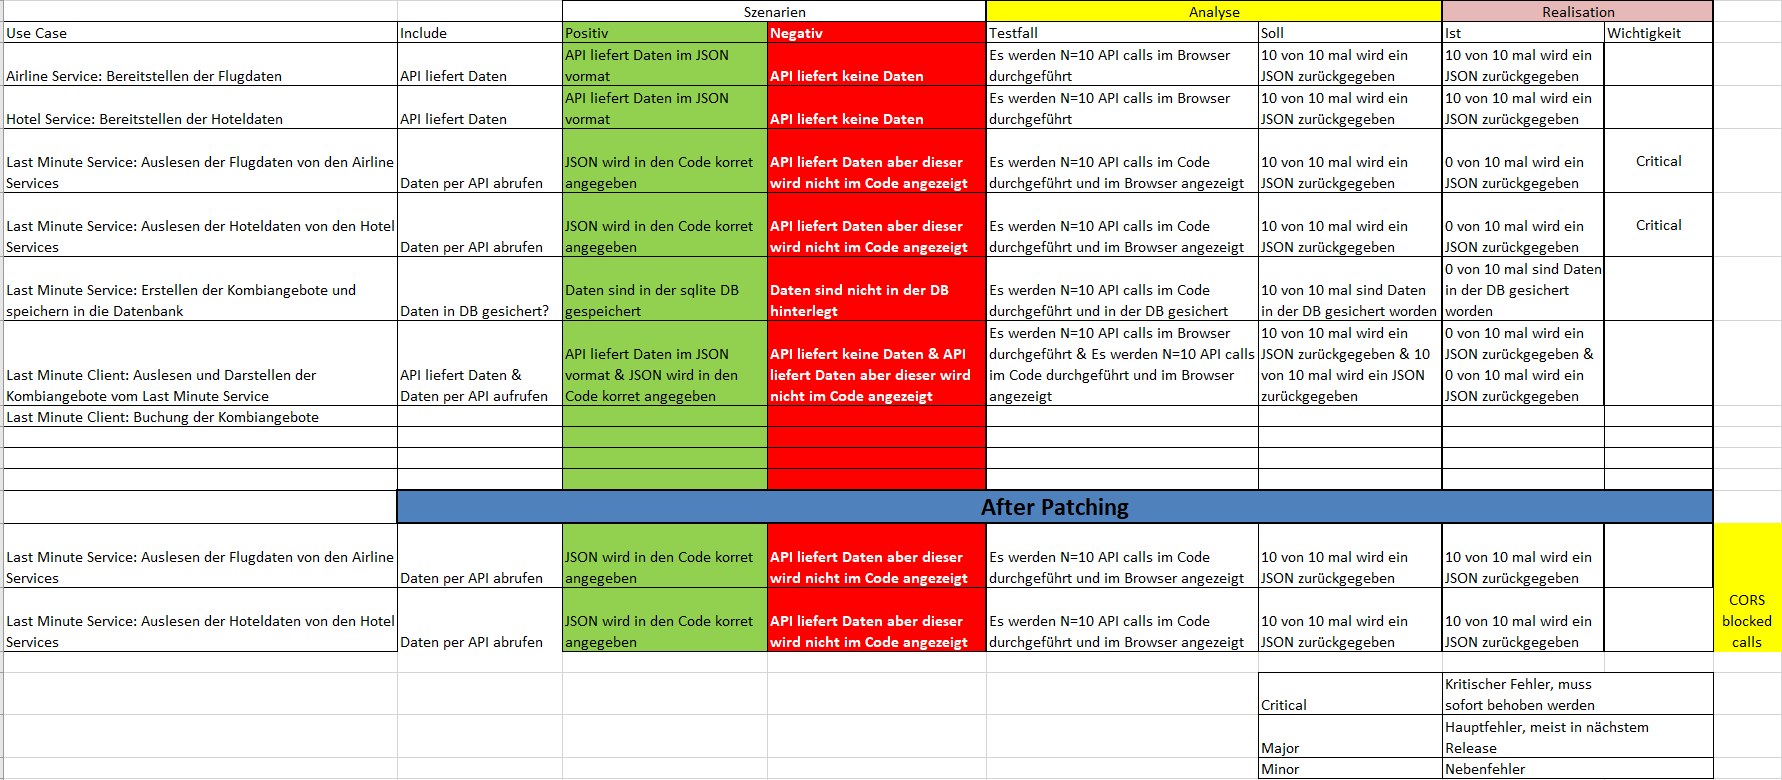 Szenarien
Analyse
Realisation
Use Case
Include
Positiv
Negativ
Testfall
Soll
Ist
Wichtigkeit
Airline Service: Bereitstellen der Flugdaten
API liefert Daten
API liefert Daten im JSON
vormat
API liefert keine Daten
Es werden N=10 API calls im Browser
durchgeführt
10 von 10 mal wird ein
JSON zurückgegeben
10 von 10 mal wird ein
JSON zurückgegeben
Hotel Service: Bereitstellen der Hoteldaten
API liefert Daten
API liefert Daten im JSON
vormat
API liefert keine Daten
Es werden N=10 API calls im Browser
durchgeführt
10 von 10 mal wird ein
JSON zurückgegeben
10 von 10 mal wird ein
JSON zurückgegeben
Last Minute Service: Auslesen der Flugdaten von den Airline
Services
Daten per API abrufen
JSON wird in den Code korret
angegeben
API liefert Daten aber dieser
wird nicht im Code angezeigt
Es werden N=10 API calls im Code
durchgeführt und im Browser angezeigt
10 von 10 mal wird ein
JSON zurückgegeben
0 von 10 mal wird ein
JSON zurückgegeben
Critical
Last Minute Service: Auslesen der Hoteldaten von den Hotel
Services
Daten per API abrufen
JSON wird in den Code korret
angegeben
API liefert Daten aber dieser
wird nicht im Code angezeigt
Es werden N=10 API calls im Code
durchgeführt und im Browser angezeigt
10 von 10 mal wird ein
JSON zurückgegeben
0 von 10 mal wird ein
JSON zurückgegeben
Critical
Last Minute Service: Erstellen der Kombiangebote und
speichern in die Datenbank
Daten in DB gesichert?
Daten sind in der sqlite DB
gespeichert
Daten sind nicht in der DB
hinterlegt
Es werden N=10 API calls im Code
durchgeführt und in der DB gesichert
10 von 10 mal sind Daten
in der DB gesichert worden
0 von 10 mal sind Daten
in der DB gesichert
worden
Last Minute Client: Auslesen und Darstellen der
Kombiangebote vom Last Minute Service
API liefert Daten &
Daten per API aufrufen
API liefert Daten im JSON
vormat & JSON wird in den
Code korret angegeben
API liefert keine Daten & API
liefert Daten aber dieser wird
nicht im Code angezeigt
Es werden N=10 API calls im Browser
durchgeführt & Es werden N=10 API calls
im Code durchgeführt und im Browser
angezeigt
10 von 10 mal wird ein
JSON zurückgegeben & 10
von 10 mal wird ein JSON
zurückgegeben
0 von 10 mal wird ein
JSON zurückgegeben &
0 von 10 mal wird ein
JSON zurückgegeben
Last Minute Client: Buchung der Kombiangebote
After Patching
Last Minute Service: Auslesen der Flugdaten von den Airline
Services
Daten per API abrufen
JSON wird in den Code korret
angegeben
API liefert Daten aber dieser
wird nicht im Code angezeigt
Es werden N=10 API calls im Code
durchgeführt und im Browser angezeigt
10 von 10 mal wird ein
JSON zurückgegeben
10 von 10 mal wird ein
JSON zurückgegeben
Last Minute Service: Auslesen der Hoteldaten von den Hotel
Services
Daten per API abrufen
JSON wird in den Code korret
angegeben
API liefert Daten aber dieser
wird nicht im Code angezeigt
Es werden N=10 API calls im Code
durchgeführt und im Browser angezeigt
10 von 10 mal wird ein
JSON zurückgegeben
10 von 10 mal wird ein
JSON zurückgegeben
CORS
blocked
calls
Critical
Kritischer Fehler, muss
sofort behoben werden
Major
Hauptfehler, meist in nächstem
Release
Minor
Nebenfehler